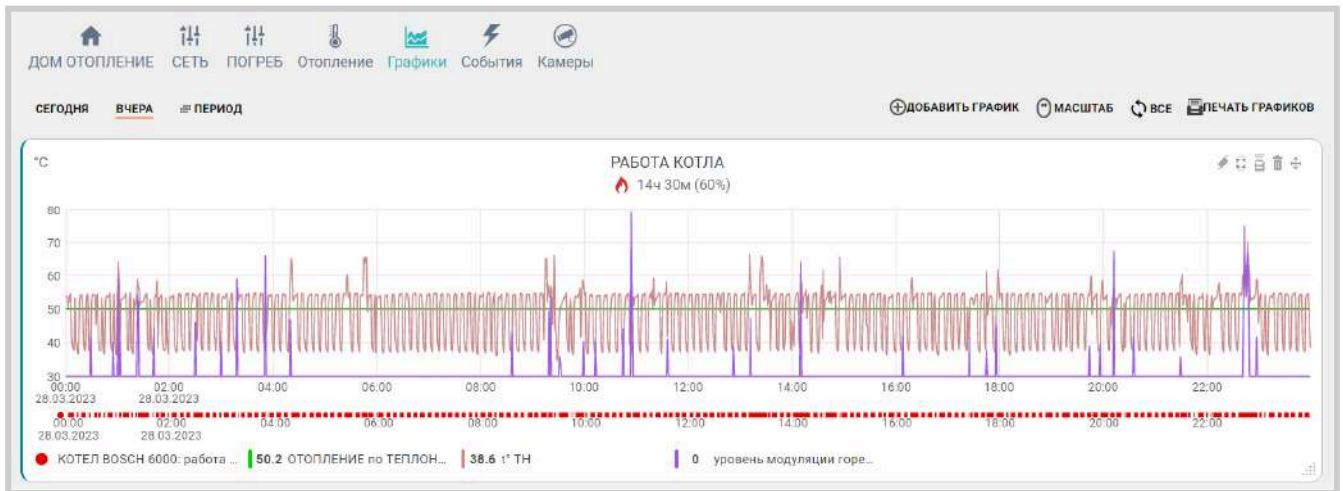 ДОМ ОТОПЛЕНИЕ СЕТЬ ПОГРЕБ Отопление Графики События Камеры
СЕГОДНЯ ВЧЕРА ПЕРИОД ДОБАВИТЬ ГРАФИК МАСШТАБ ВСЕ ПЕЧАТЬ ГРАФИКОВ
°C РАБОТА КОТЛА
14ч 30м (60%)
80
70
60
50
40
30
00:00 02:00 04:00 06:00 08:00 10:00 12:00 14:00 16:00 18:00 20:00 22:00
28.03.2023 28.03.2023
00:00 02:00 04:00 06:00 08:00 10:00 12:00 14:00 16:00 18:00 20:00 22:00
28.03.2023 28.03.2023
КОТЕЛ BOSCH 6000: работа ... 50.2 ОТОПЛЕНИЕ по ТЕПЛОН... 38.6 t° ТН 0 уровень модуляции горе...